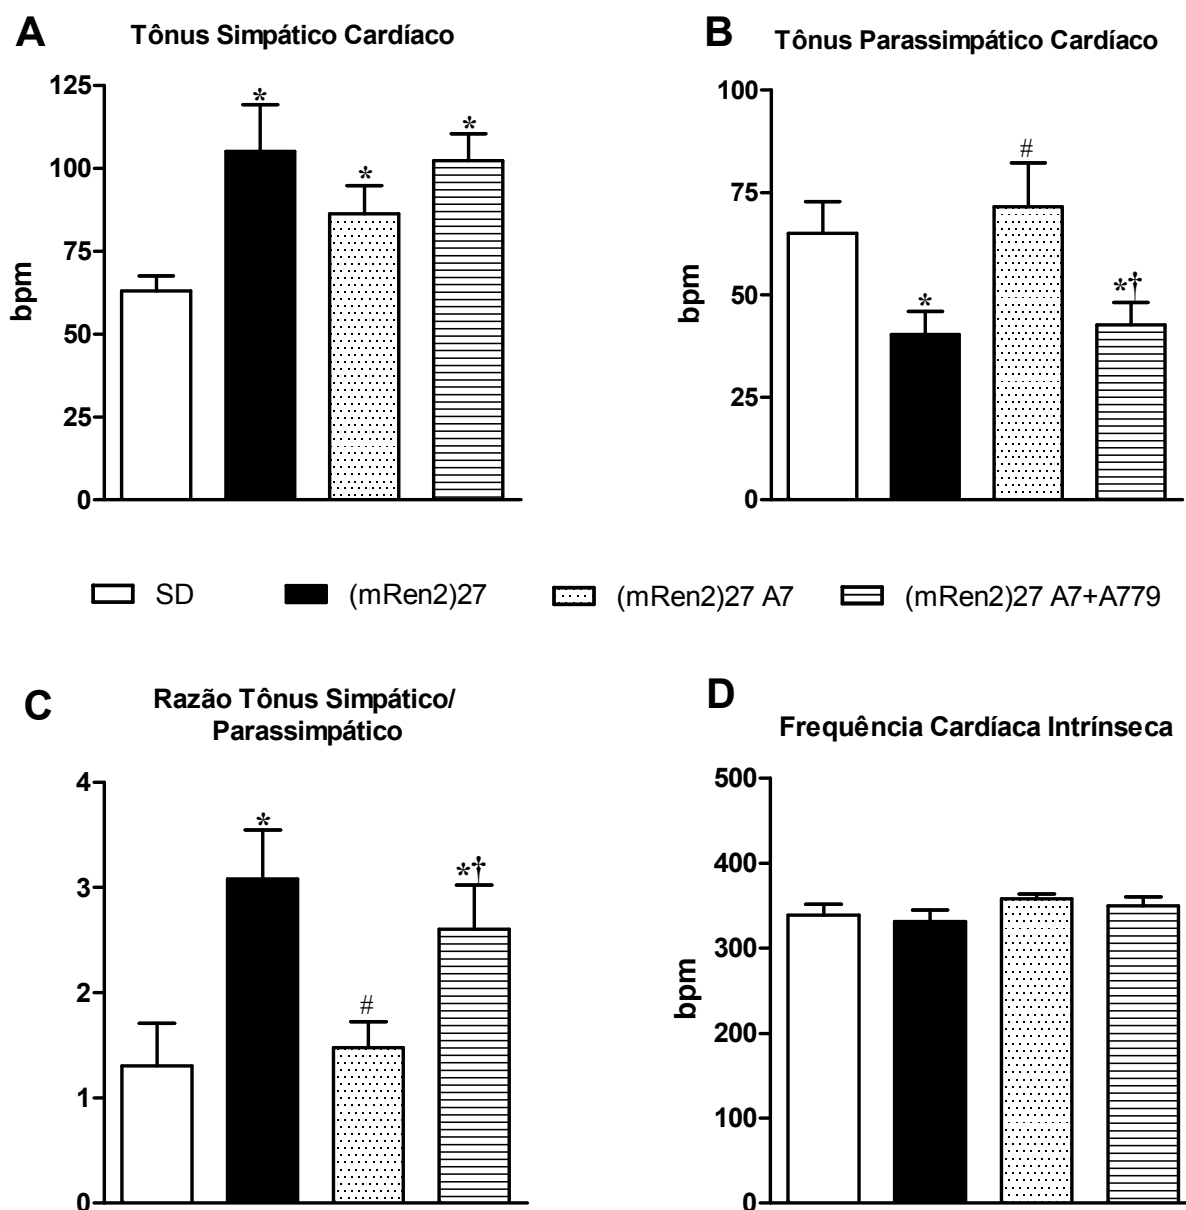 A
Tônus Simpático Cardíaco
125
100
75
50
25
0
bpm
*
*
*
B
Tônus Parassimpático Cardíaco
100
75
50
25
0
bpm
*
#
*†
SD
(mRen2)27
(mRen2)27 A7
(mRen2)27 A7+A779
C
Razão Tônus Simpático/
Parassimpático
4
3
2
1
0
*
#
*†
D
Frequência Cardíaca Intrínseca
500
400
300
200
100
0
bpm